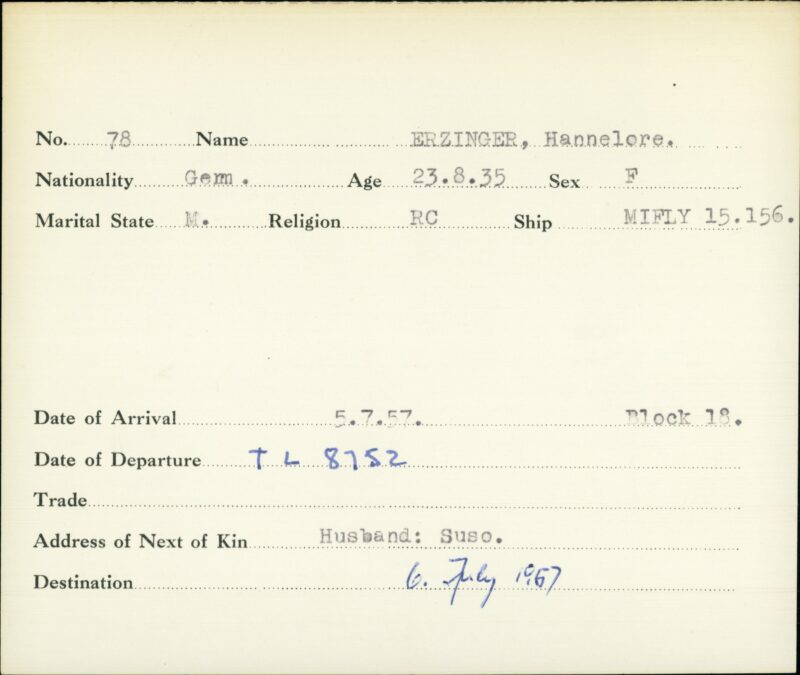 No. 78 Name ERZINGER, Hannelore.
Nationality Germ. Age 23.8.35 Sex F
Marital State M. Religion RC Ship MIFLY 15.156.
Date of Arrival 5.7.57. Block 18.
Date of Departure T L 8752
Trade
Address of Next of Kin Husband: Suso.
Destination 6. July 1957